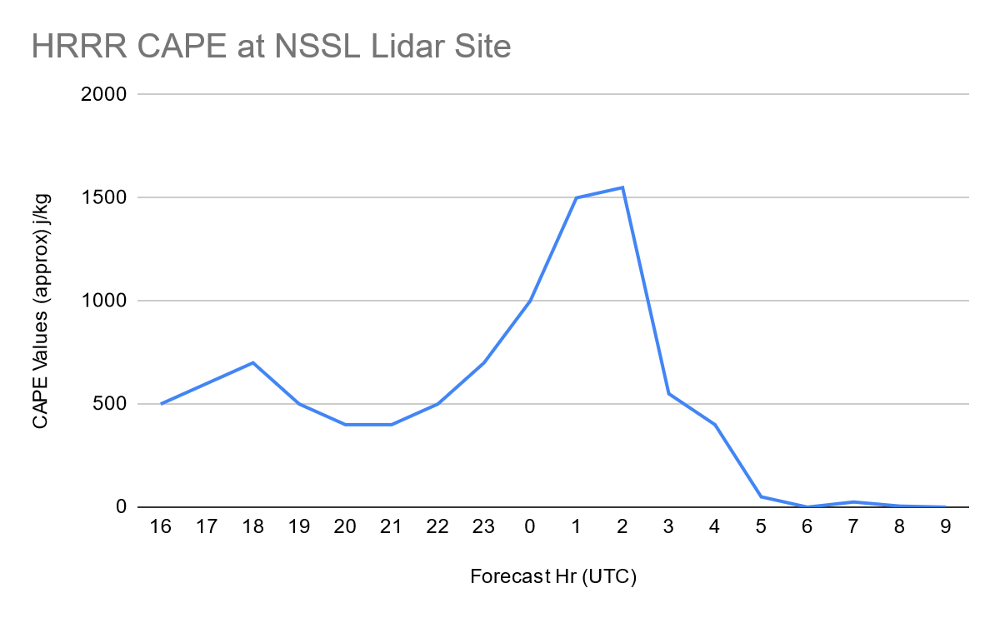 HRRR CAPE at NSSL Lidar Site
CAPE Values (approx) j/kg
2000
1500
1000
500
0
16 17 18 19 20 21 22 23 0 1 2 3 4 5 6 7 8 9
Forecast Hr (UTC)